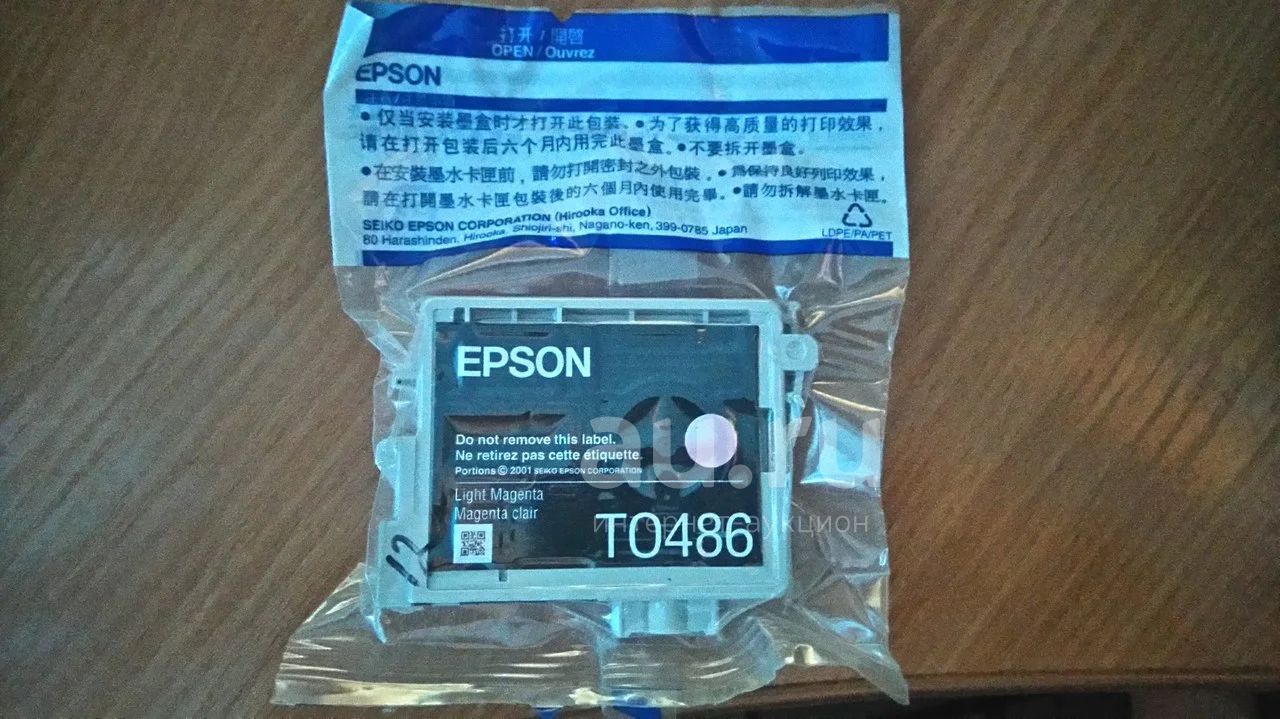 打开 / 開啓
OPEN / Ouvrez
EPSON
•仅当安装墨盒时才打开此包装。•为了获得高质量的打印效果，
请在打开包装后六个月内用完此墨盒。•不要拆开墨盒。
•在安裝墨水卡匣前，請勿打開密封之外包裝。•為保持良好列印效果，
請在打開墨水卡匣包裝後的六個月內使用完畢。•請勿拆解墨水卡匣。
SEIKO EPSON CORPORATION (Hirooka Office)
80 Harashinden, Hirooka, Shiojiri-shi, Nagano-ken, 399-0785 Japan
LDPE/PA/PET
EPSON
Do not remove this label.
Ne retirez pas cette étiquette.
Portions © 2001 SEIKO EPSON CORPORATION
Light Magenta
Magenta clair
T0486
12
au.ru
интернет-аукцион